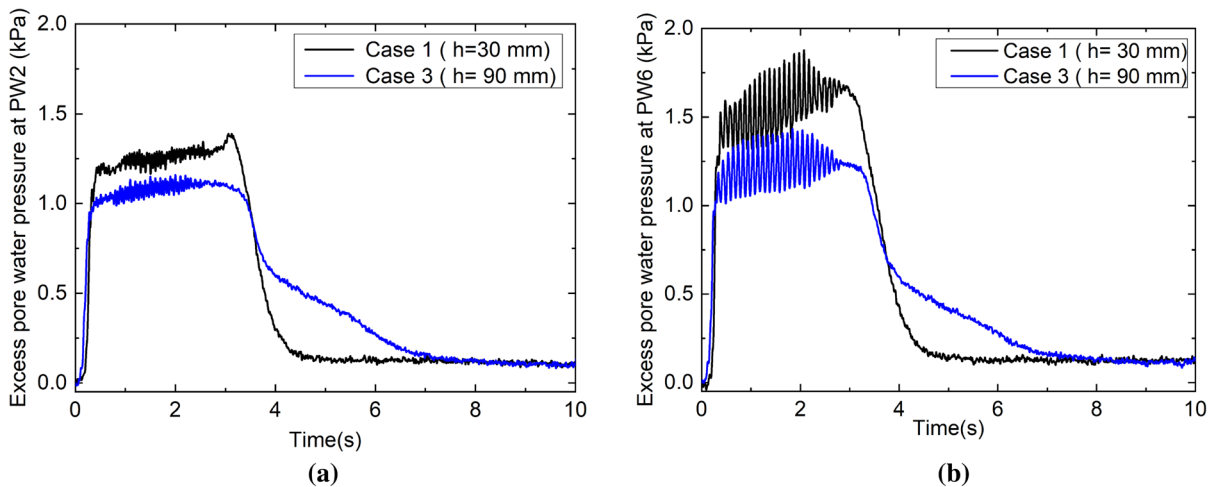 Excess pore water pressure at PW2 (kPa)
2.0
1.5
1.0
0.5
0.0
Case 1 ( h=30 mm)
Case 3 ( h= 90 mm)
0 2 4 6 8 10
Time(s)
(a)
Excess pore water pressure at PW6 (kPa)
2.0
1.5
1.0
0.5
0.0
Case 1 ( h= 30 mm)
Case 3 ( h= 90 mm)
0 2 4 6 8 10
Time(s)
(b)